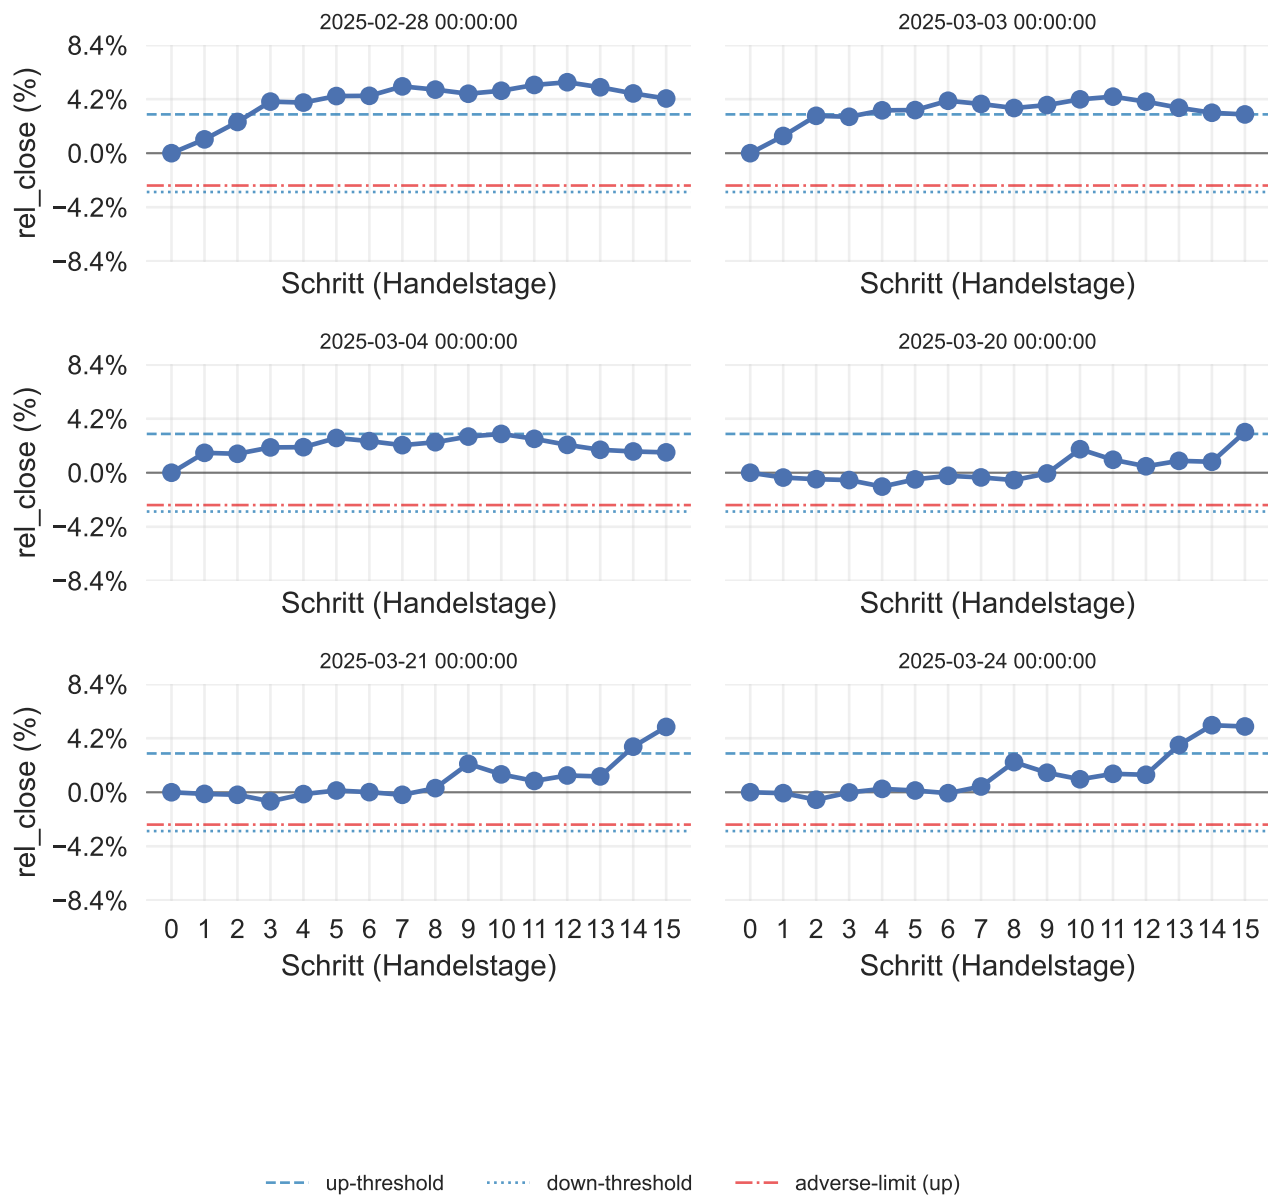 2025-02-28 00:00:00
2025-03-03 00:00:00
8.4%
4.2%
0.0%
−4.2%
−8.4%
rel_close (%)
Schritt (Handelstage)
Schritt (Handelstage)
2025-03-04 00:00:00
2025-03-20 00:00:00
8.4%
4.2%
0.0%
−4.2%
−8.4%
rel_close (%)
Schritt (Handelstage)
Schritt (Handelstage)
2025-03-21 00:00:00
2025-03-24 00:00:00
8.4%
4.2%
0.0%
−4.2%
−8.4%
rel_close (%)
0 1 2 3 4 5 6 7 8 9 10 11 12 13 14 15
0 1 2 3 4 5 6 7 8 9 10 11 12 13 14 15
Schritt (Handelstage)
Schritt (Handelstage)
up-threshold
down-threshold
adverse-limit (up)